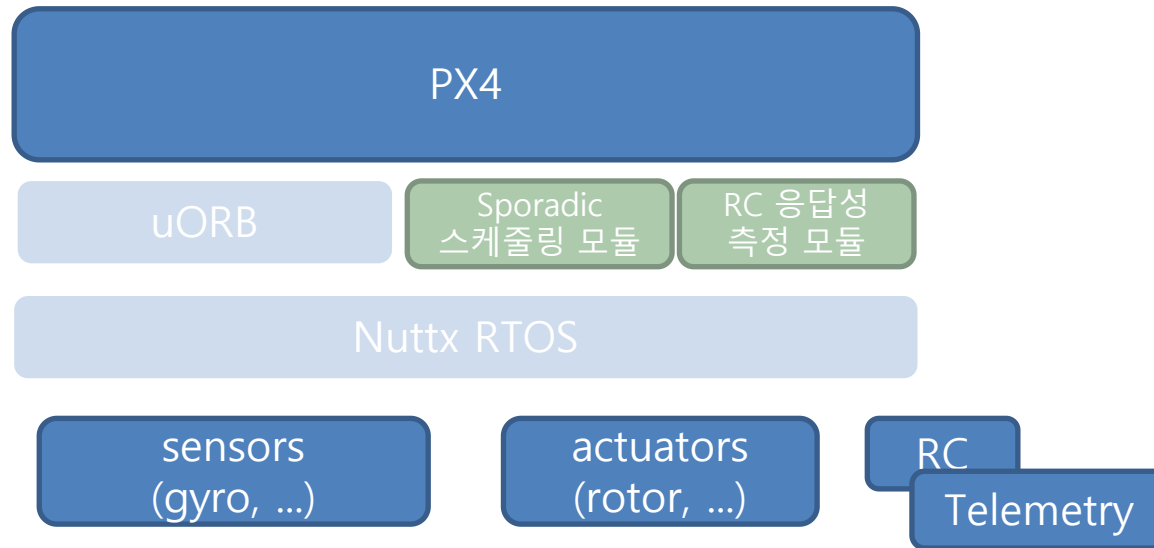 PX4
uORB
Sporadic
스케줄링 모듈
RC 응답성
측정 모듈
Nuttx RTOS
sensors
(gyro, ...)
actuators
(rotor, ...)
RC
Telemetry